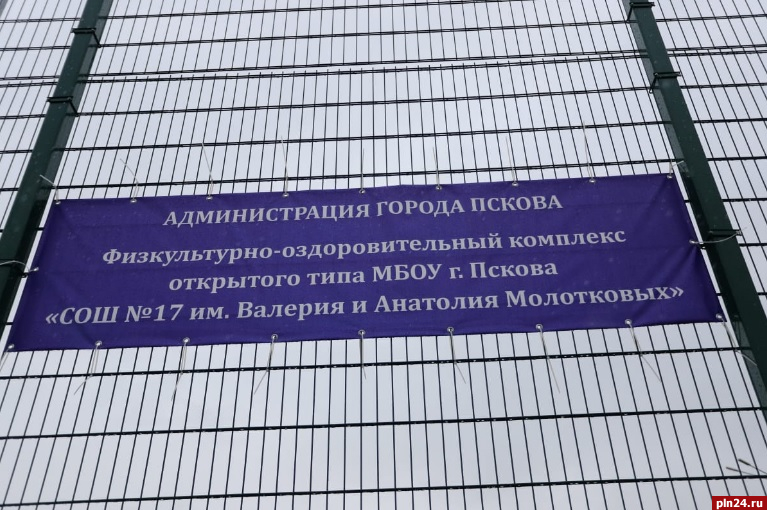 АДМИНИСТРАЦИЯ ГОРОДА ПСКОВА
Физкультурно-оздоровительный комплекс
открытого типа МБОУ г. Пскова
«СОШ №17 им. Валерия и Анатолия Молотковых»
pln24.ru